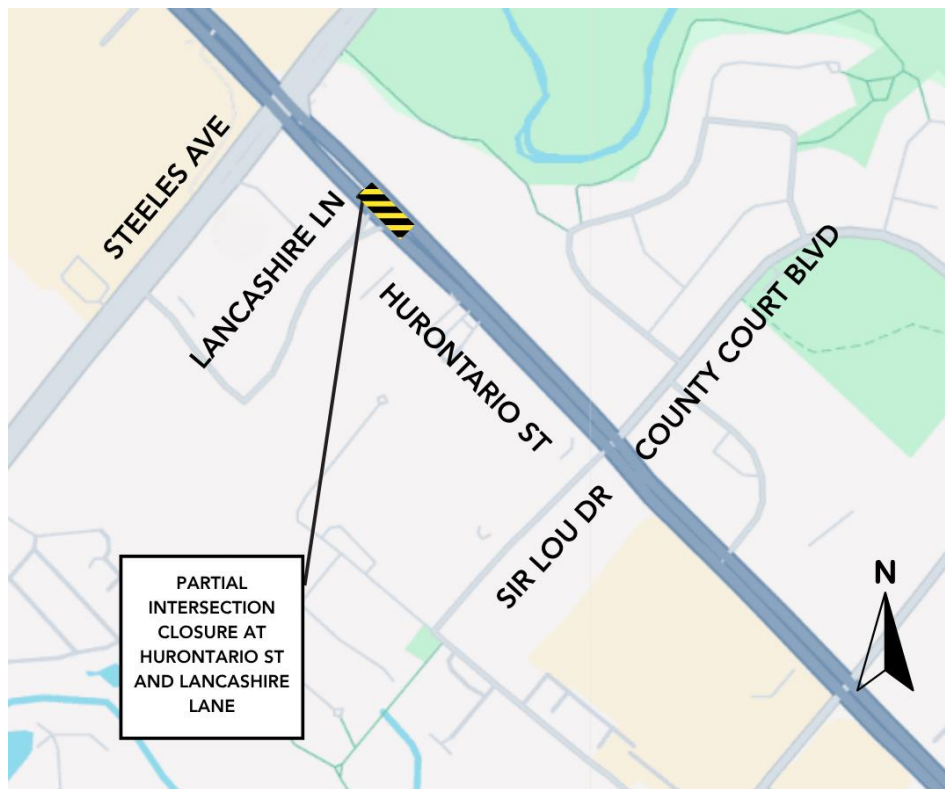 STEELES AVE
LANCASHIRE LN
HURONTARIO ST
COUNTY COURT BLVD
SIR LOU DR
N
PARTIAL
INTERSECTION
CLOSURE AT
HURONTARIO ST
AND LANCASHIRE
LANE